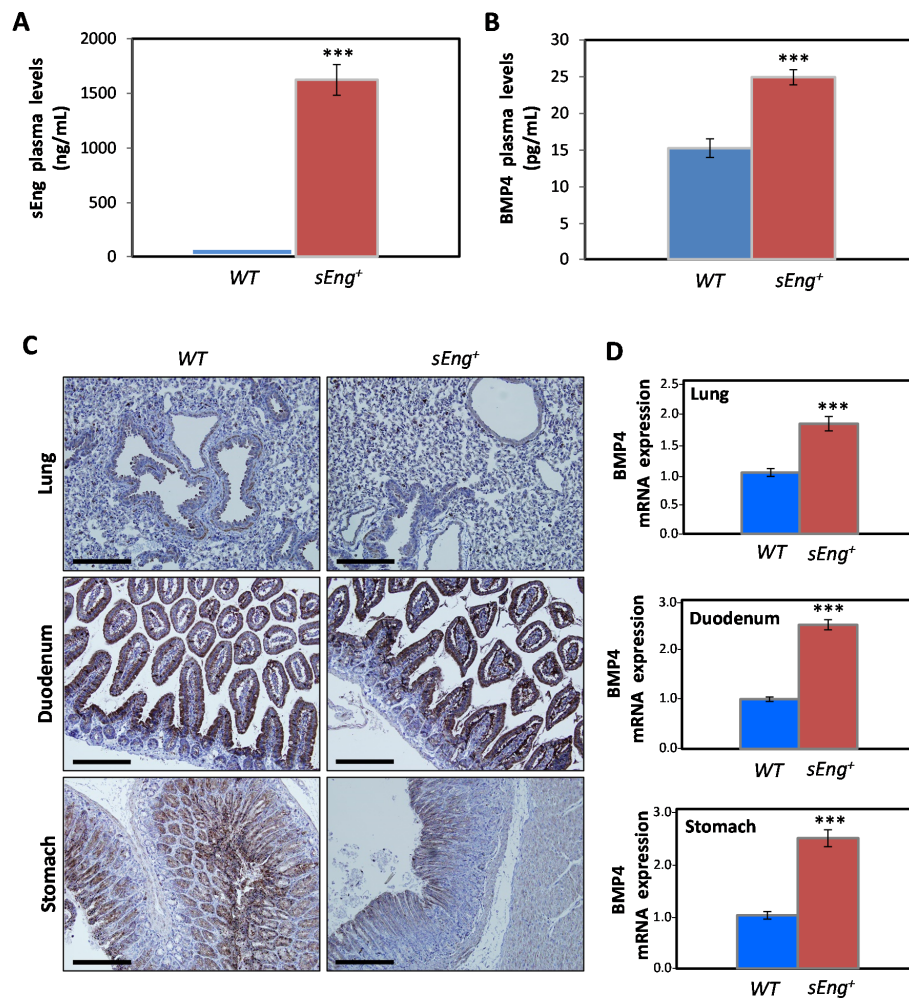 A
sEng plasma levels
(ng/mL)
2000
1500
1000
500
0
***
WT
sEng⁺
B
BMP4 plasma levels
(pg/mL)
30
25
20
15
10
5
0
***
WT
sEng⁺
C
WT
sEng⁺
Lung
Duodenum
Stomach
D
BMP4
mRNA expression
2.5
2.0
1.5
1.0
0.5
0.0
Lung
***
WT
sEng⁺
BMP4
mRNA expression
3.0
2.0
1.0
0.0
Duodenum
***
WT
sEng⁺
BMP4
mRNA expression
3.0
2.0
1.0
0.0
Stomach
***
WT
sEng⁺